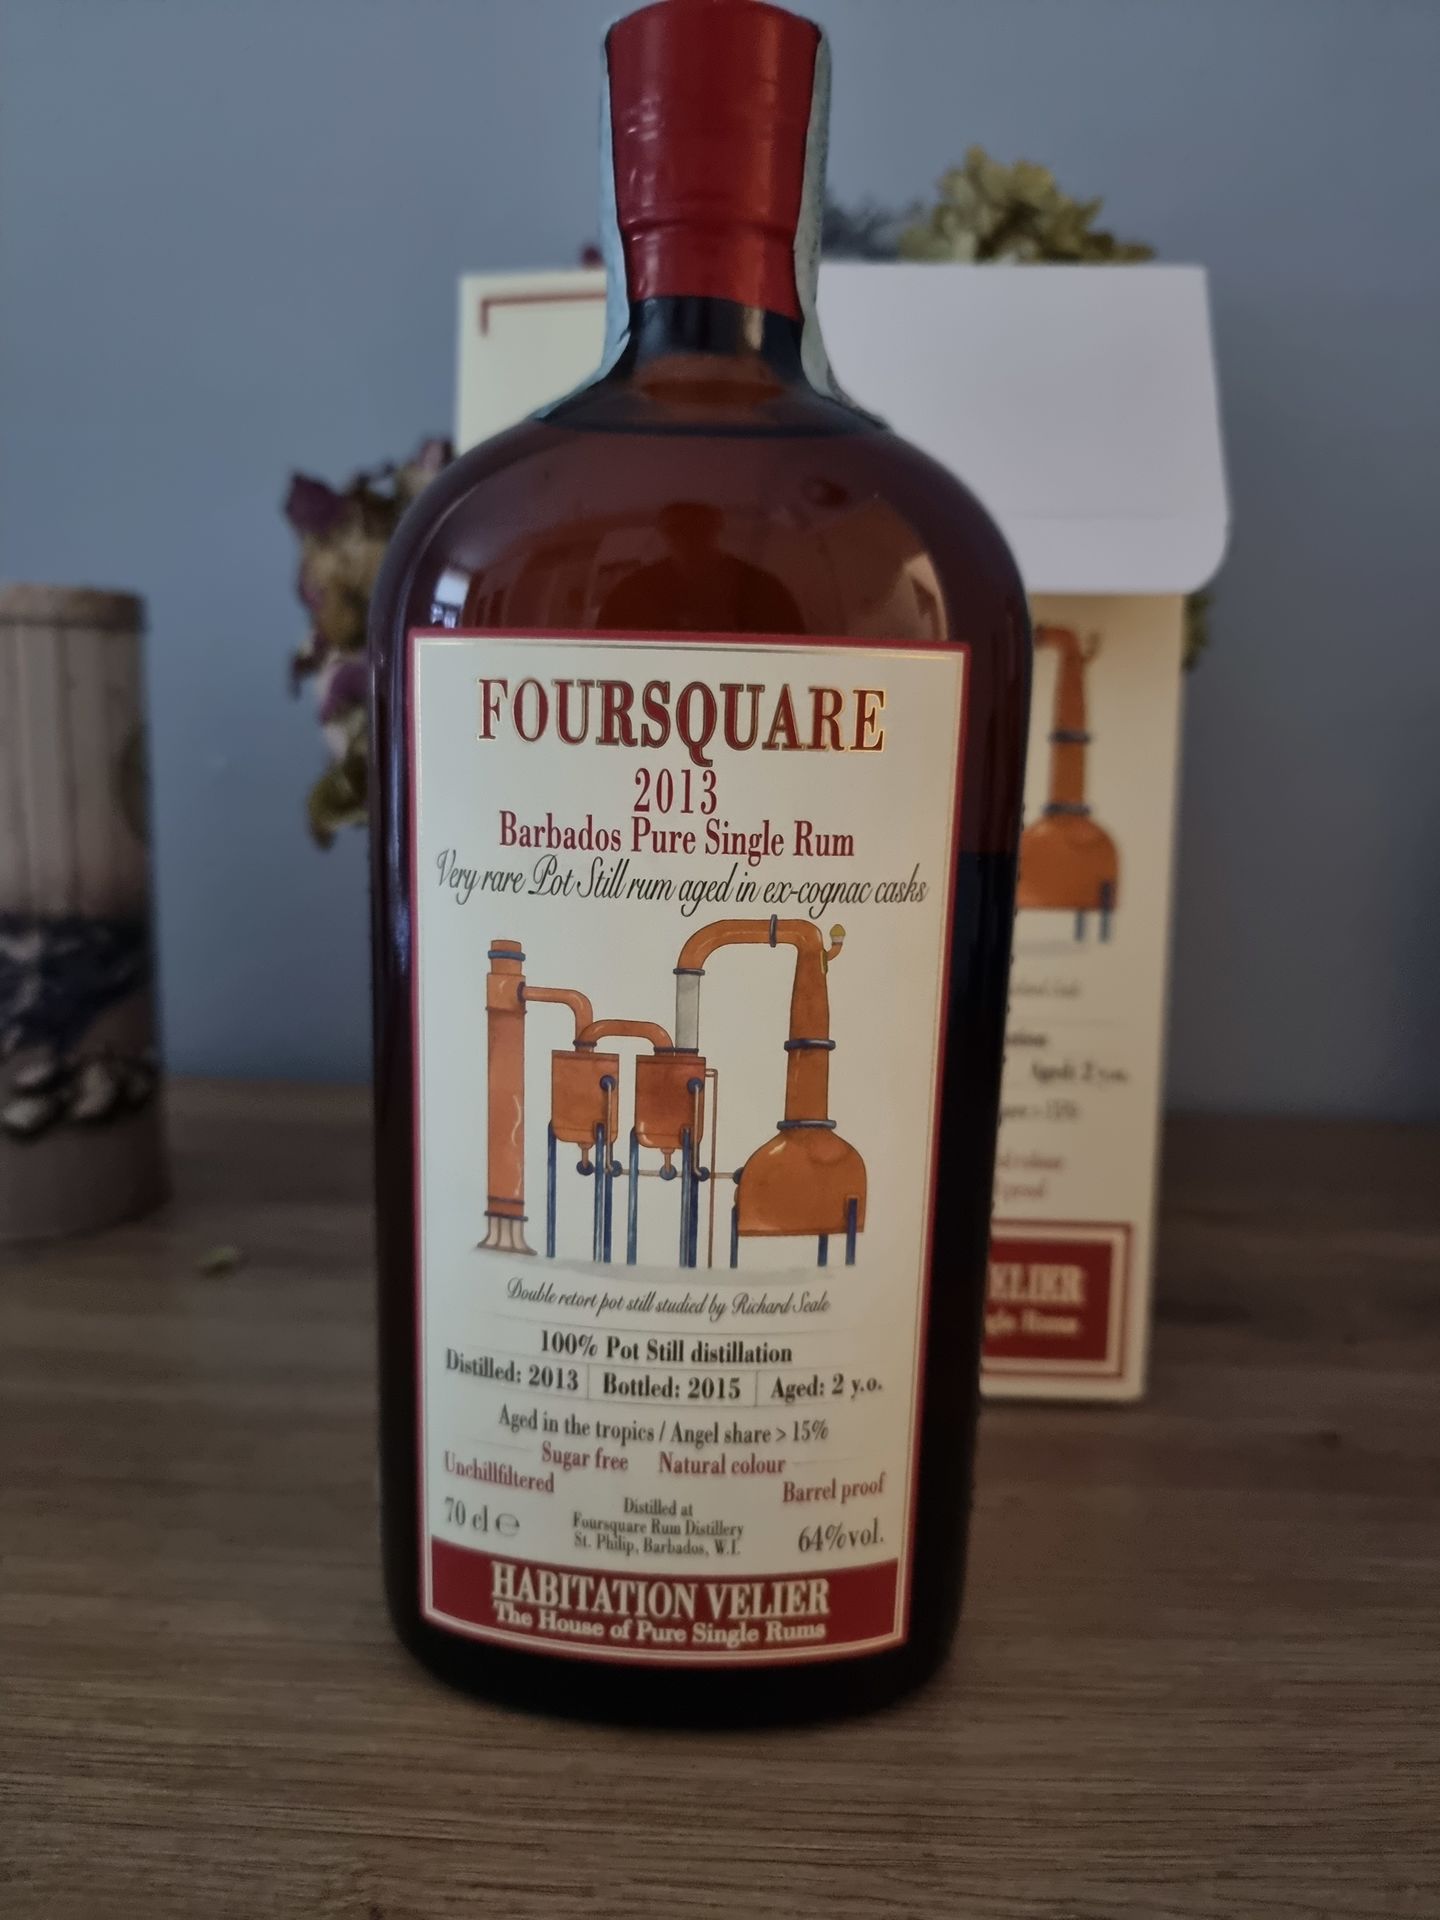 FOURSQUARE
2013
Barbados Pure Single Rum
Very rare Pot Still rum aged in ex-cognac casks
Double retort pot still studied by Richard Seale
100% Pot Still distillation
Distilled: 2013 Bottled: 2015 Aged: 2 y.o.
Aged in the tropics / Angel share > 15%
Sugar free Natural colour
Unchillfiltered Barrel proof
70 cl ℮
Distilled at
Foursquare Rum Distillery
St. Philip, Barbados, W.I.
64%vol.
HABITATION VELIER
The House of Pure Single Rums
Aged: 2 y.o.
15%
ELIER